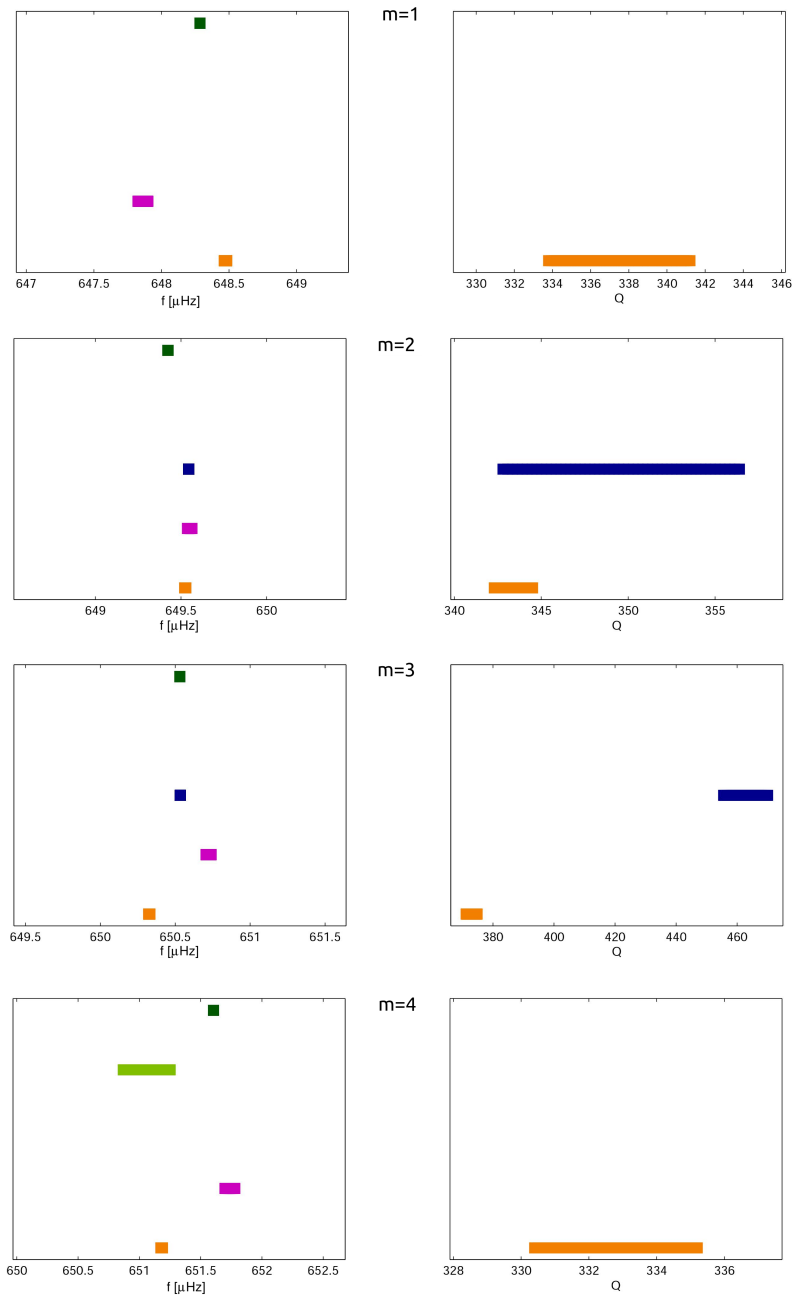 m=1
647 647.5 648 648.5 649
f [μHz]
330 332 334 336 338 340 342 344 346
Q
m=2
649 649.5 650
f [μHz]
340 345 350 355
Q
m=3
649.5 650 650.5 651 651.5
f [μHz]
380 400 420 440 460
Q
m=4
650 650.5 651 651.5 652 652.5
f [μHz]
328 330 332 334 336
Q